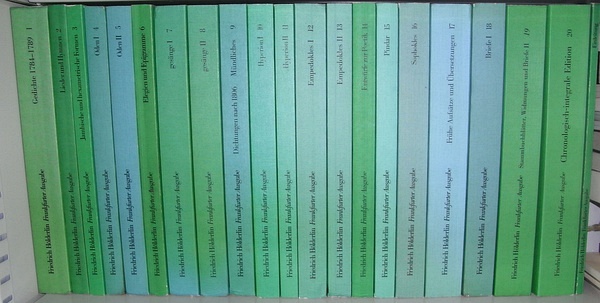 Friedrich Hölderlin Frankfurter Ausgabe Gedichte 1784-1789 1
Friedrich Hölderlin Frankfurter Ausgabe Lieder und Hymnen 2
Friedrich Hölderlin Frankfurter Ausgabe Jambische und hexametrische Formen 3
Friedrich Hölderlin Frankfurter Ausgabe Oden I 4
Friedrich Hölderlin Frankfurter Ausgabe Oden II 5
Friedrich Hölderlin Frankfurter Ausgabe Elegien und Epigramme 6
Friedrich Hölderlin Frankfurter Ausgabe gesänge I 7
Friedrich Hölderlin Frankfurter Ausgabe gesänge II 8
Friedrich Hölderlin Frankfurter Ausgabe Dichtungen nach 1806 Mündliches 9
Friedrich Hölderlin Frankfurter Ausgabe Hyperion I 10
Friedrich Hölderlin Frankfurter Ausgabe Hyperion II 11
Friedrich Hölderlin Frankfurter Ausgabe Empedokles I 12
Friedrich Hölderlin Frankfurter Ausgabe Empedokles II 13
Friedrich Hölderlin Frankfurter Ausgabe Entwürfe zur Poetik 14
Friedrich Hölderlin Frankfurter Ausgabe Pindar 15
Friedrich Hölderlin Frankfurter Ausgabe Sophokles 16
Friedrich Hölderlin Frankfurter Ausgabe Frühe Aufsätze und Übersetzungen 17
Friedrich Hölderlin Frankfurter Ausgabe Briefe I 18
Friedrich Hölderlin Frankfurter Ausgabe Stammbuchblätter, Widmungen und Briefe II 19
Friedrich Hölderlin Frankfurter Ausgabe Chronologisch-integrale Edition 20